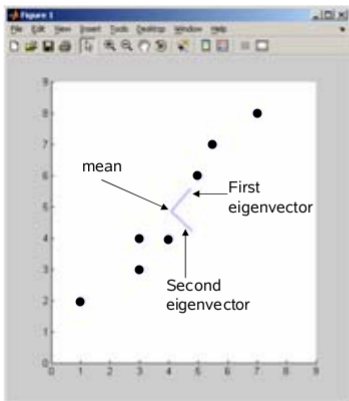 Figure 1
File Edit View Insert Tools Desktop Window Help
9
8
7
6
5
4
3
2
1
0
mean
First
eigenvector
Second
eigenvector
0 1 2 3 4 5 6 7 8 9